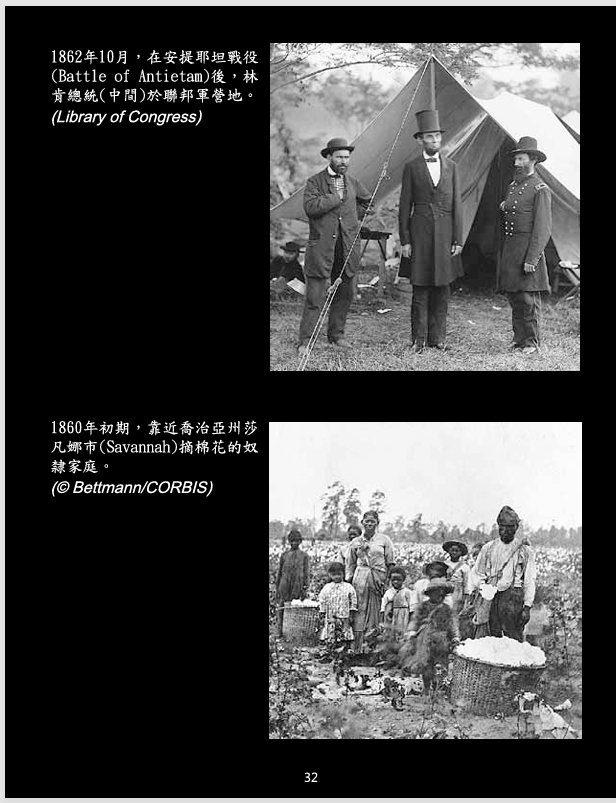 1862年10月，在安提耶坦戰役
(Battle of Antietam)後，林
肯總統(中間)於聯邦軍營地。
(Library of Congress)
1860年初期，靠近喬治亞州莎
凡娜市(Savannah)摘棉花的奴
隸家庭。
(© Bettmann/CORBIS)
32